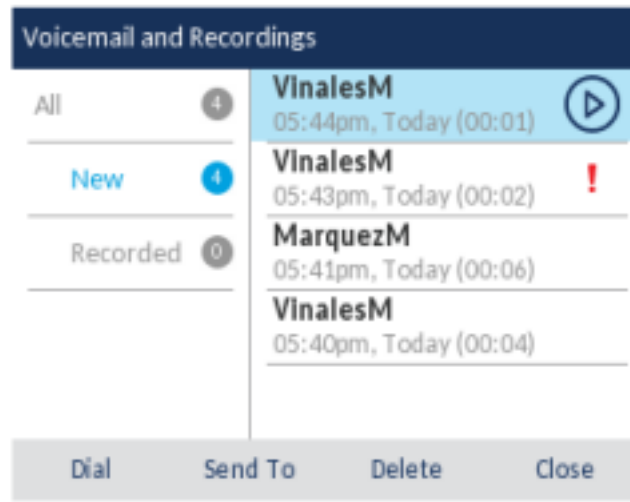 Voicemail and Recordings
All 4
New 4
Recorded 0
VinalesM
05:44pm, Today (00:01)
VinalesM
05:43pm, Today (00:02)
!
MarquezM
05:41pm, Today (00:06)
VinalesM
05:40pm, Today (00:04)
Dial Send To Delete Close